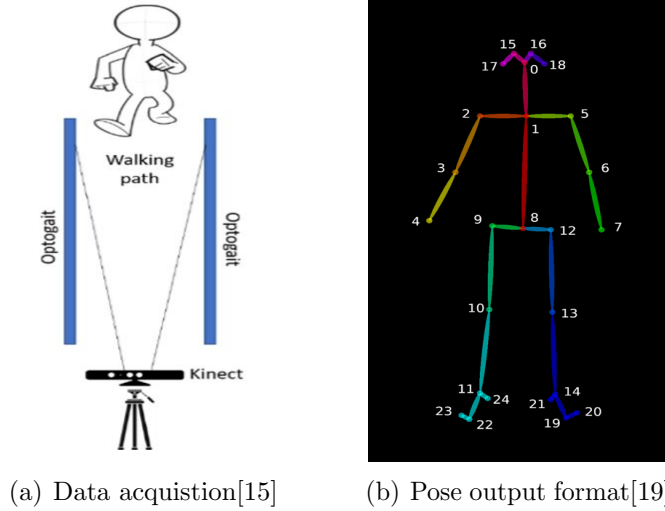 Walking
path
Optogait
Optogait
Kinect
15 16
17 0 18
2 1 5
3 6
4 7
9 8 12
10 13
11 24 14
23 22 21 19 20
(a) Data acquistion[15]
(b) Pose output format[19]